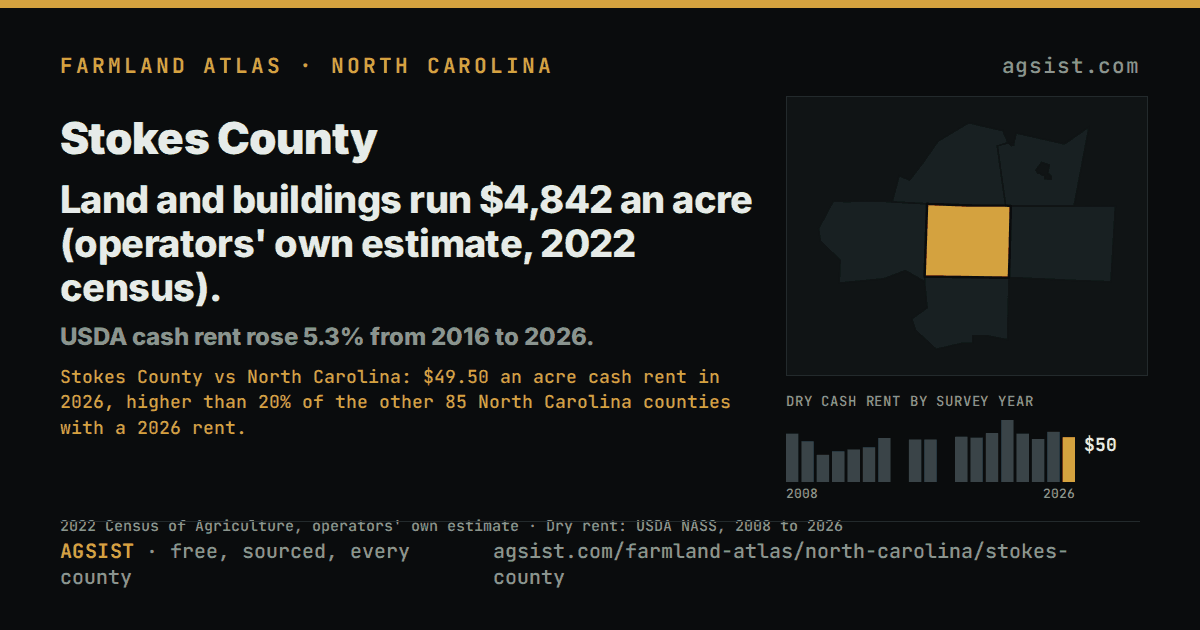 FARMLAND ATLAS · NORTH CAROLINA
agsist.com
Stokes County
Land and buildings run $4,842 an acre
(operators' own estimate, 2022
census).
USDA cash rent rose 5.3% from 2016 to 2026.
Stokes County vs North Carolina: $49.50 an acre cash rent in
2026, higher than 20% of the other 85 North Carolina counties
with a 2026 rent.
DRY CASH RENT BY SURVEY YEAR
$50
2008
2026
2022 Census of Agriculture, operators' own estimate · Dry rent: USDA NASS, 2008 to 2026
AGSIST · free, sourced, every
county
agsist.com/farmland-atlas/north-carolina/stokes-
county